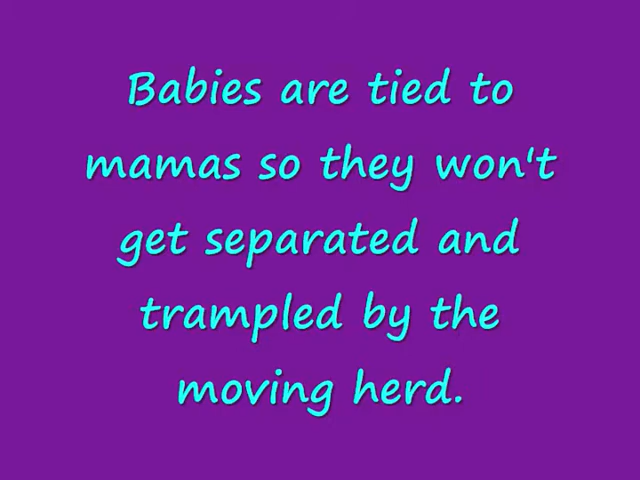 Babies are tied to
mamas so they won't
get separated and
trampled by the
moving herd.